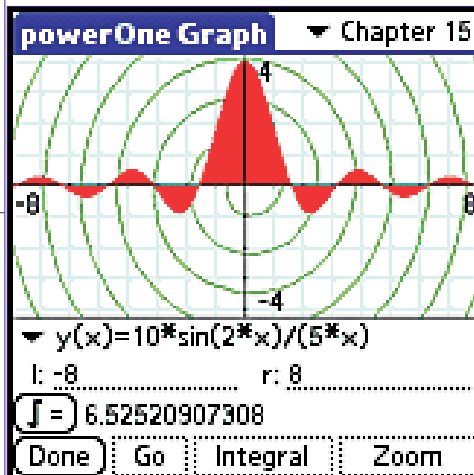 powerOne Graph ▼ Chapter 15
4
-8 8
-4
▼ y(x)=10*sin(2*x)/(5*x)
l: -8 r: 8
∫ = 6.52520907308
Done Go Integral Zoom